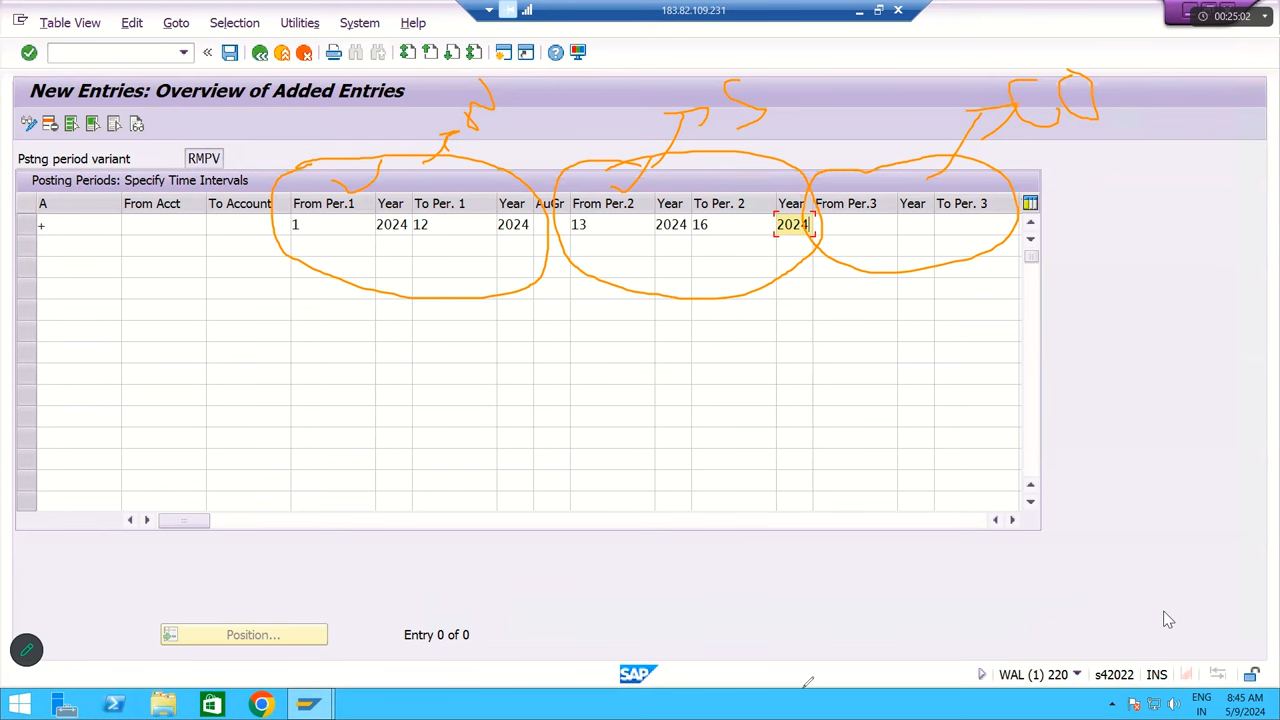 183.82.109.231
00:25:02
Table View Edit Goto Selection Utilities System Help
New Entries: Overview of Added Entries
N S CO
Pstng period variant RMPV
Posting Periods: Specify Time Intervals
A From Acct To Account From Per.1 Year To Per. 1 Year AuGr From Per.2 Year To Per. 2 Year From Per.3 Year To Per. 3
+ 1 2024 12 2024 13 2024 16 2024
Position... Entry 0 of 0
SAP WAL (1) 220 s42022 INS
ENG 8:45 AM
IN 5/9/2024